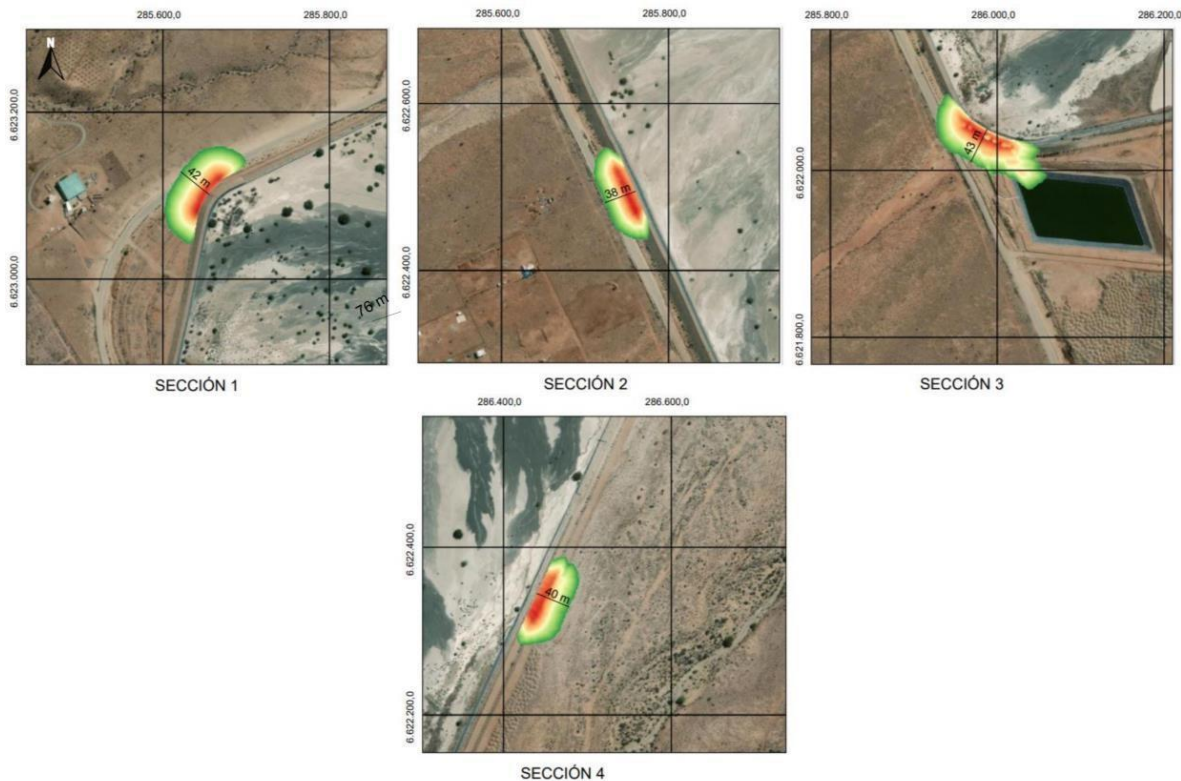 285.600,0 285.800,0
285.600,0 285.800,0
285.800,0 286.000,0 286.200,0
N
6.623.200,0
6.623.000,0
42 m
76 m
6.622.600,0
6.622.400,0
38 m
6.622.000,0
6.621.800,0
43 m
SECCIÓN 1
SECCIÓN 2
SECCIÓN 3
286.400,0 286.600,0
6.622.400,0
6.622.200,0
40 m
SECCIÓN 4